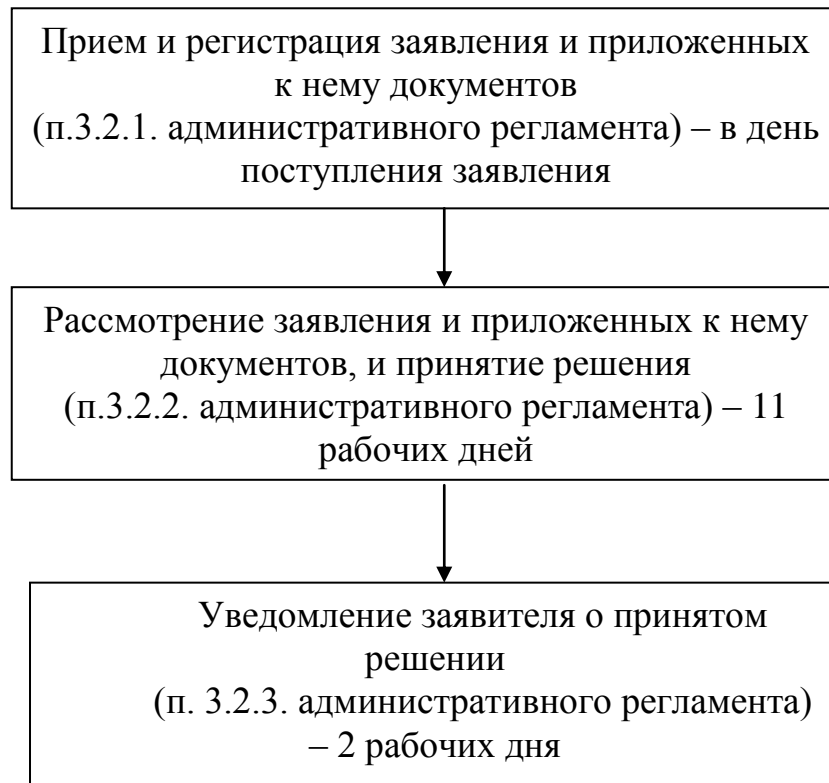 Прием и регистрация заявления и приложенных
к нему документов
(п.3.2.1. административного регламента) – в день
поступления заявления
Рассмотрение заявления и приложенных к нему
документов, и принятие решения
(п.3.2.2. административного регламента) – 11
рабочих дней
Уведомление заявителя о принятом
решении
(п. 3.2.3. административного регламента)
– 2 рабочих дня